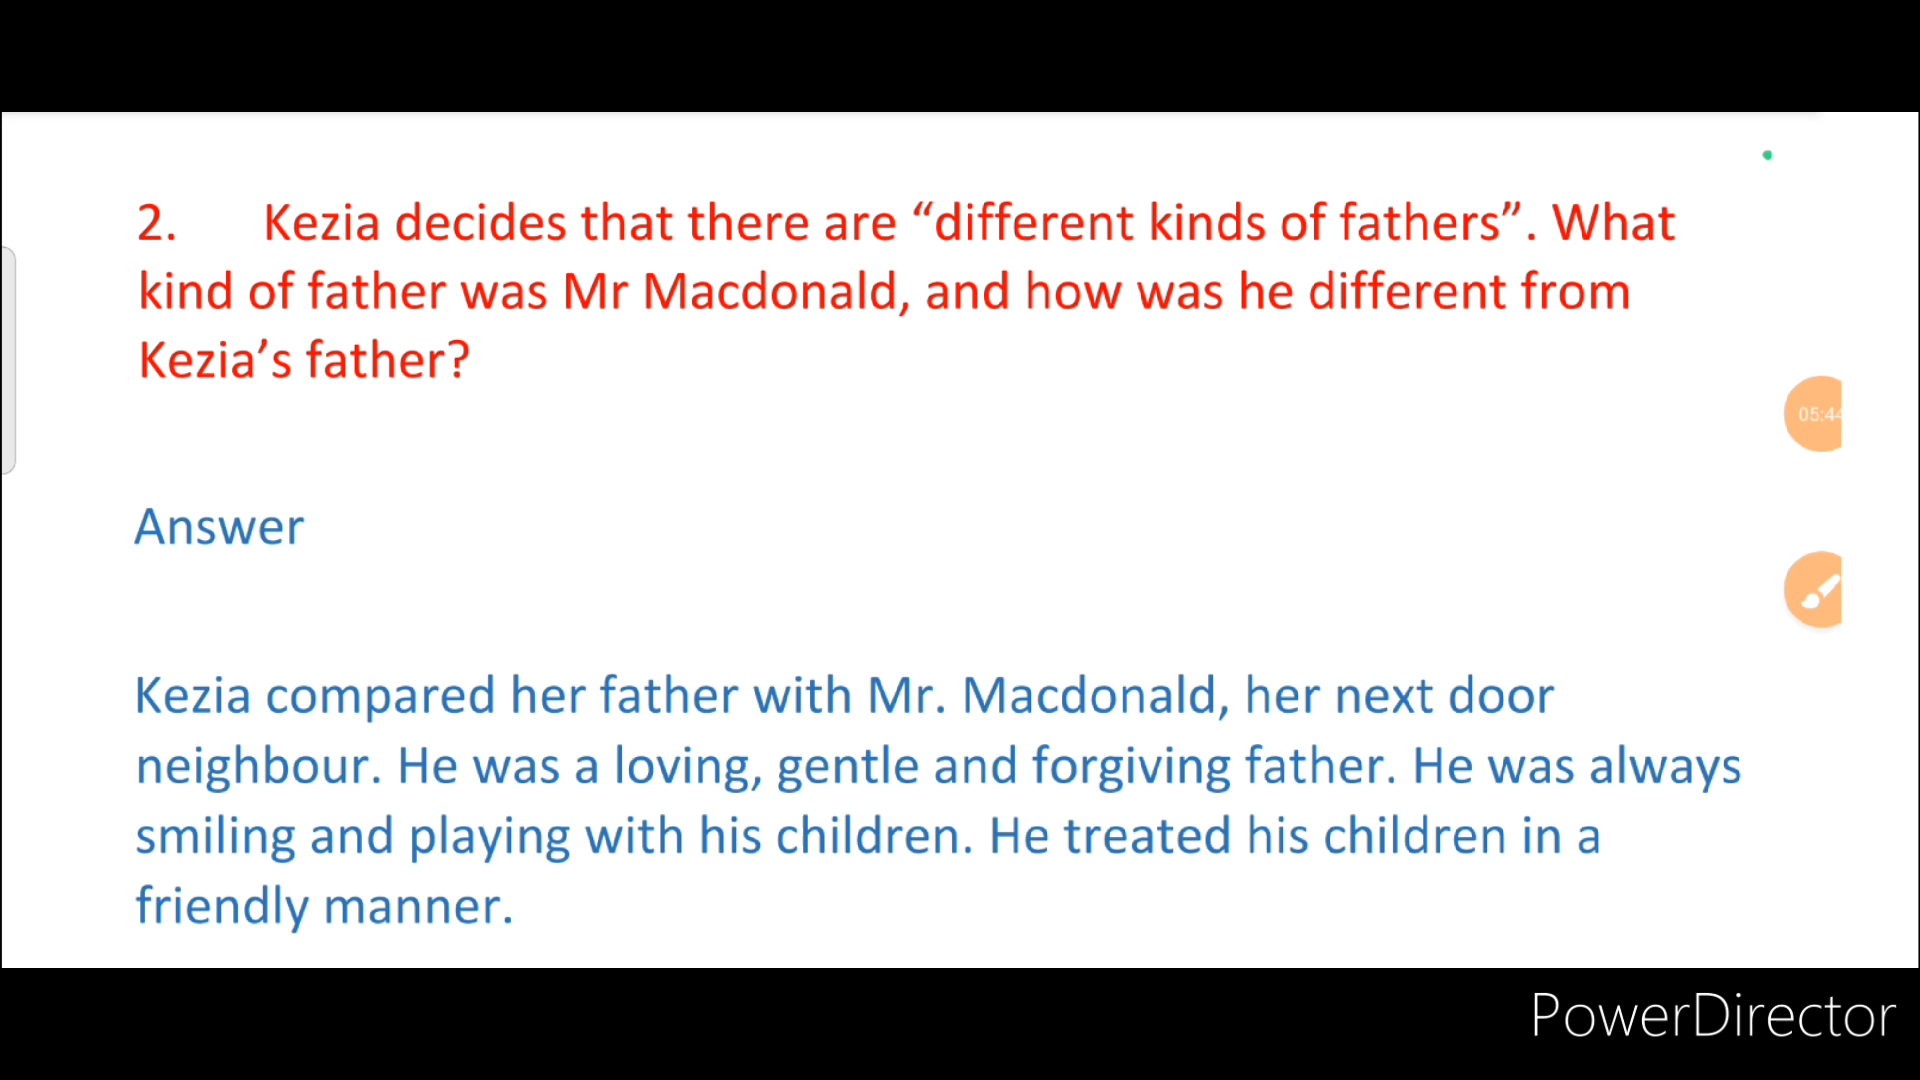 2. Kezia decides that there are “different kinds of fathers”. What
kind of father was Mr Macdonald, and how was he different from
Kezia’s father?
05:44
Answer
Kezia compared her father with Mr. Macdonald, her next door
neighbour. He was a loving, gentle and forgiving father. He was always
smiling and playing with his children. He treated his children in a
friendly manner.
PowerDirector